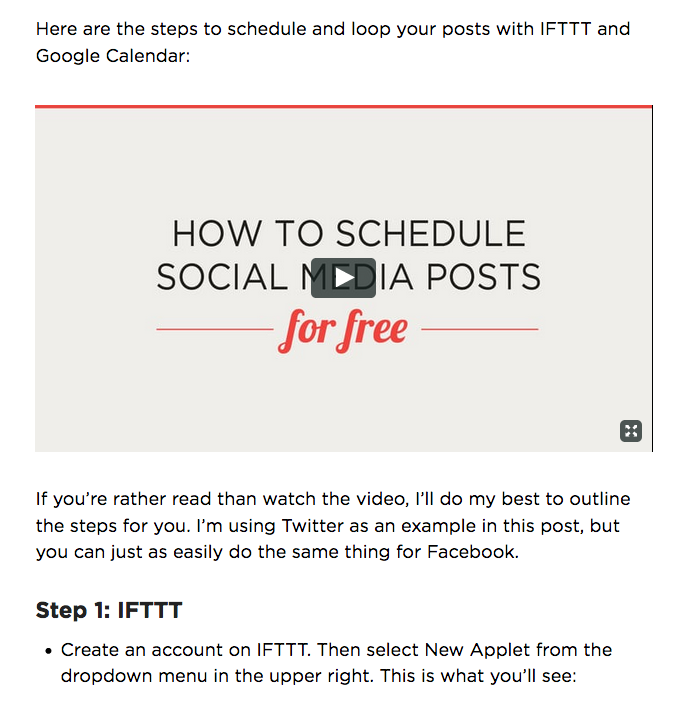 Here are the steps to schedule and loop your posts with IFTTT and
Google Calendar:
HOW TO SCHEDULE
SOCIAL MEDIA POSTS
for free
If you’re rather read than watch the video, I’ll do my best to outline
the steps for you. I’m using Twitter as an example in this post, but
you can just as easily do the same thing for Facebook.
Step 1: IFTTT
• Create an account on IFTTT. Then select New Applet from the
dropdown menu in the upper right. This is what you’ll see: